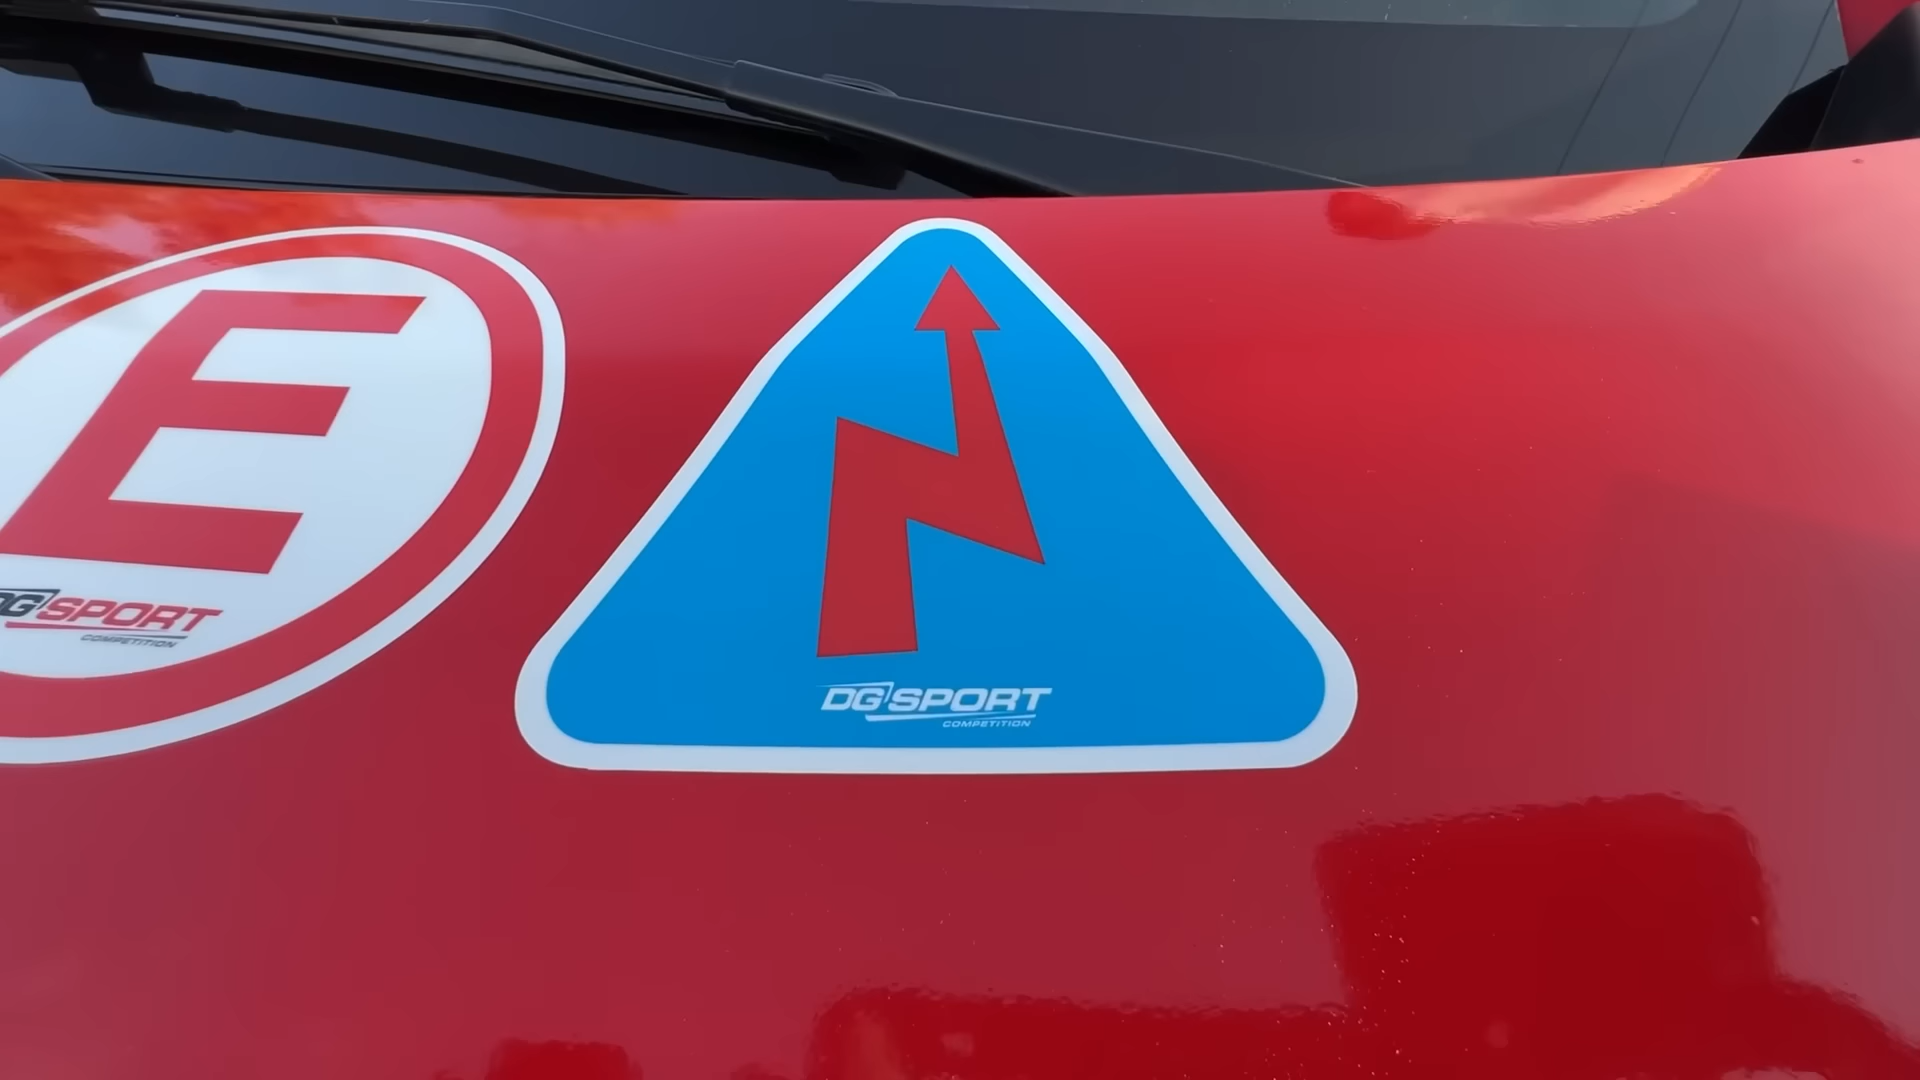 E
DG SPORT
COMPETITION
DG SPORT
COMPETITION